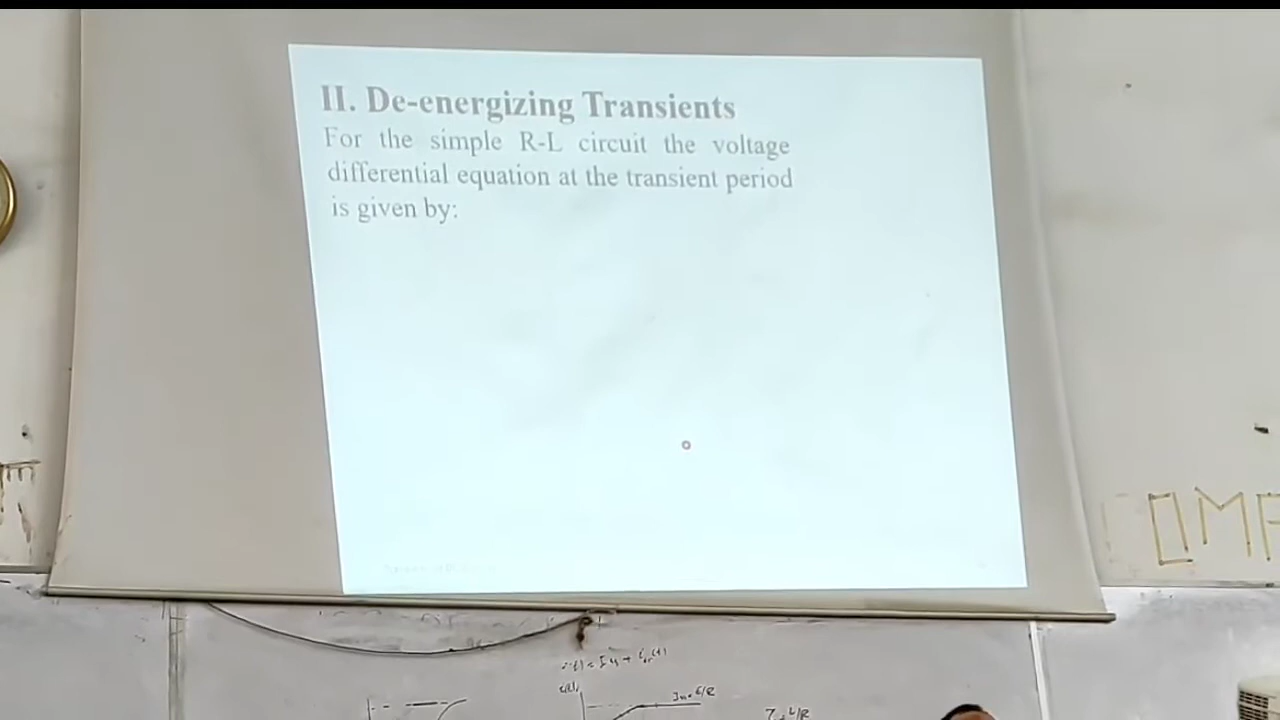 II. De-energizing Transients
For the simple R-L circuit the voltage
differential equation at the transient period
is given by:
COMP